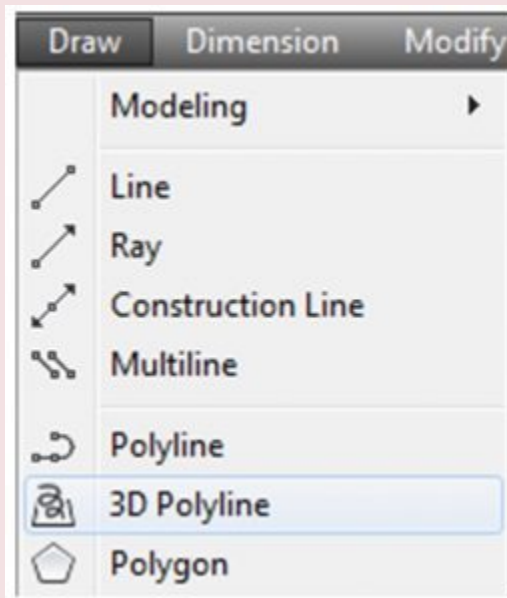 Draw Dimension Modify
Modeling
Line
Ray
Construction Line
Multiline
Polyline
3D Polyline
Polygon